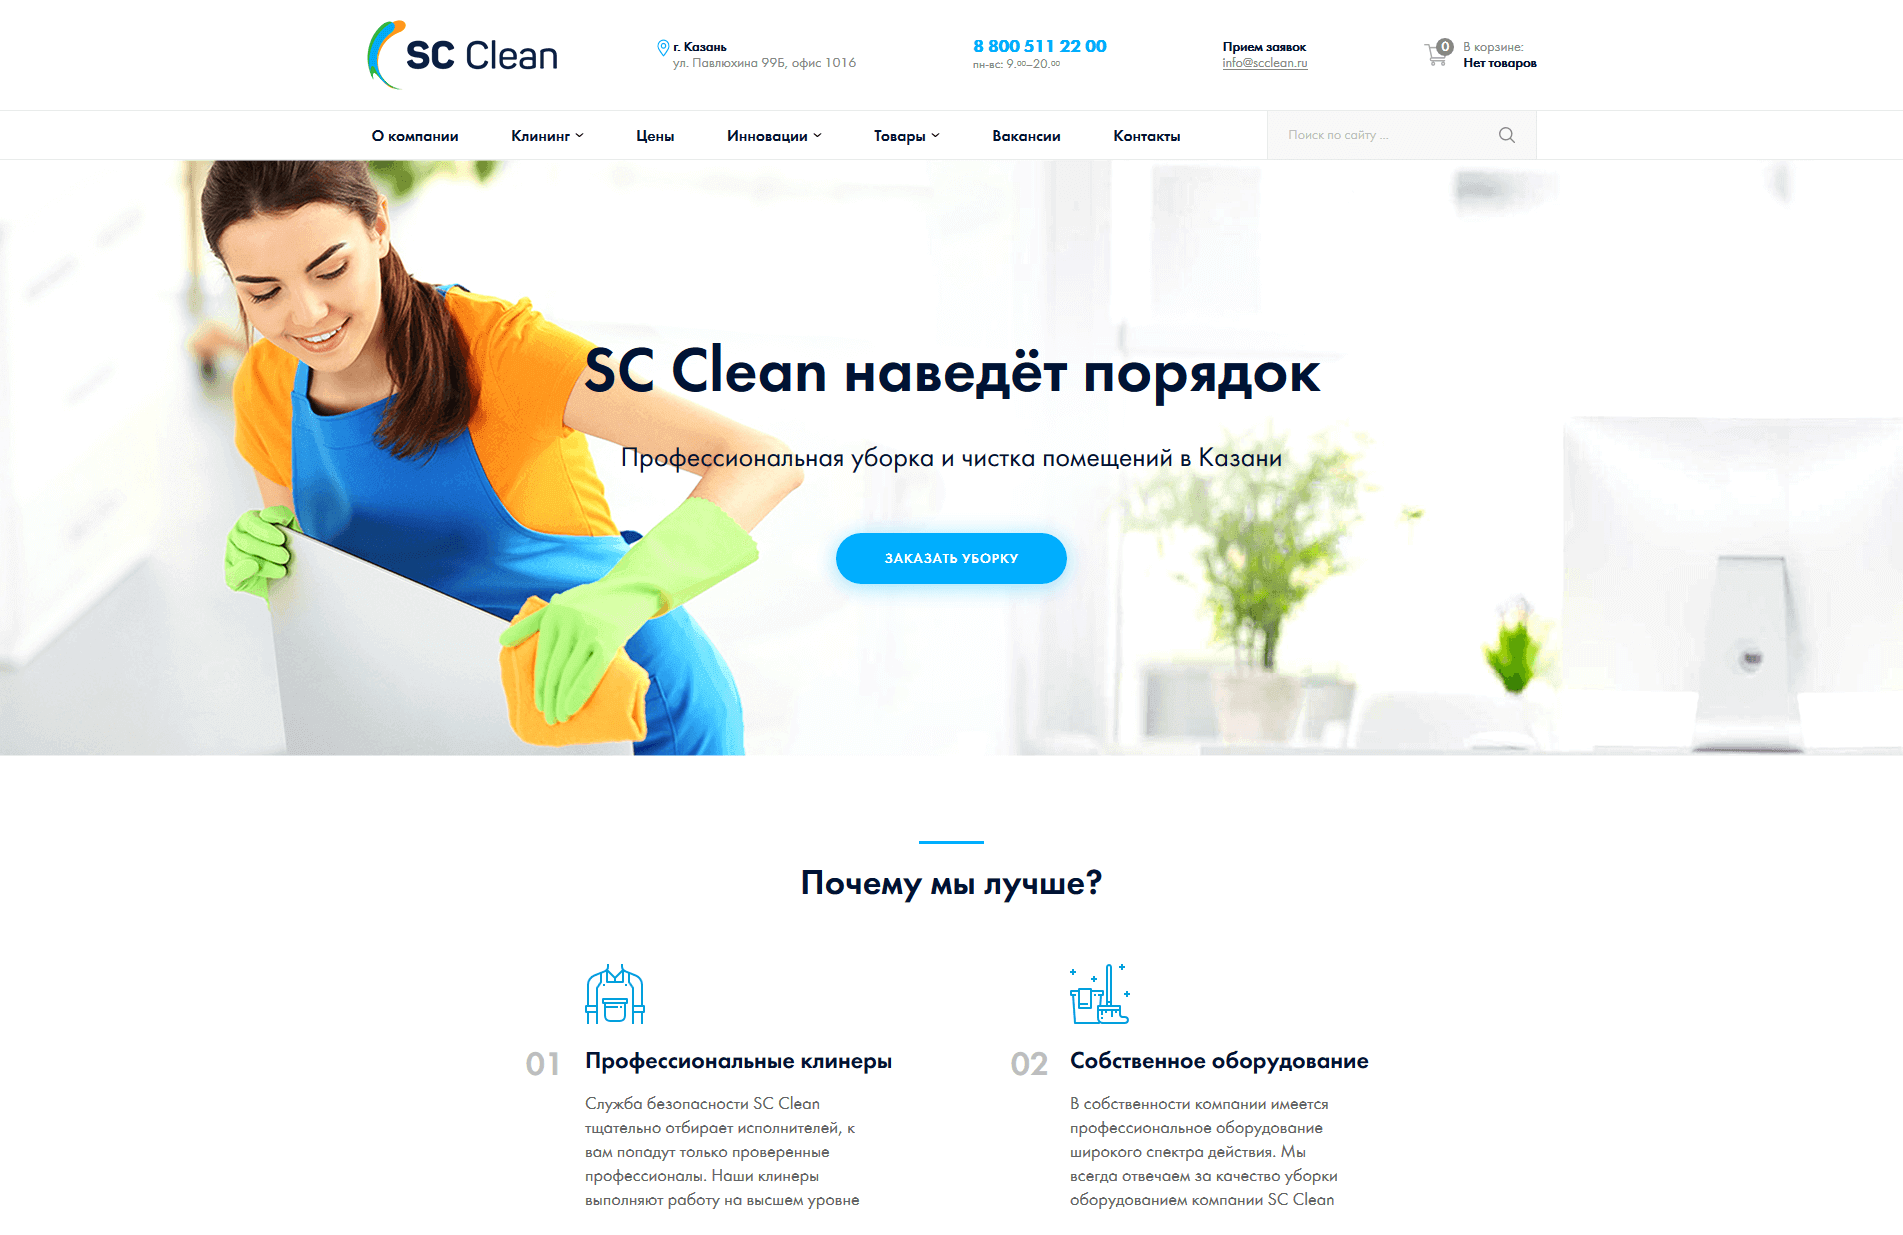 SC Clean
г. Казань
ул. Павлюхина 99Б, офис 1016
8 800 511 22 00
пн-вс: 9.⁰⁰–20.⁰⁰
Прием заявок
info@scclean.ru
0
В корзине:
Нет товаров
О компании Клининг Цены Инновации Товары Вакансии Контакты
Поиск по сайту ...
SC Clean наведёт порядок
Профессиональная уборка и чистка помещений в Казани
ЗАКАЗАТЬ УБОРКУ
Почему мы лучше?
01 Профессиональные клинеры
Служба безопасности SC Clean
тщательно отбирает исполнителей, к
вам попадут только проверенные
профессионалы. Наши клинеры
выполняют работу на высшем уровне
02 Собственное оборудование
В собственности компании имеется
профессиональное оборудование
широкого спектра действия. Мы
всегда отвечаем за качество уборки
оборудованием компании SC Clean